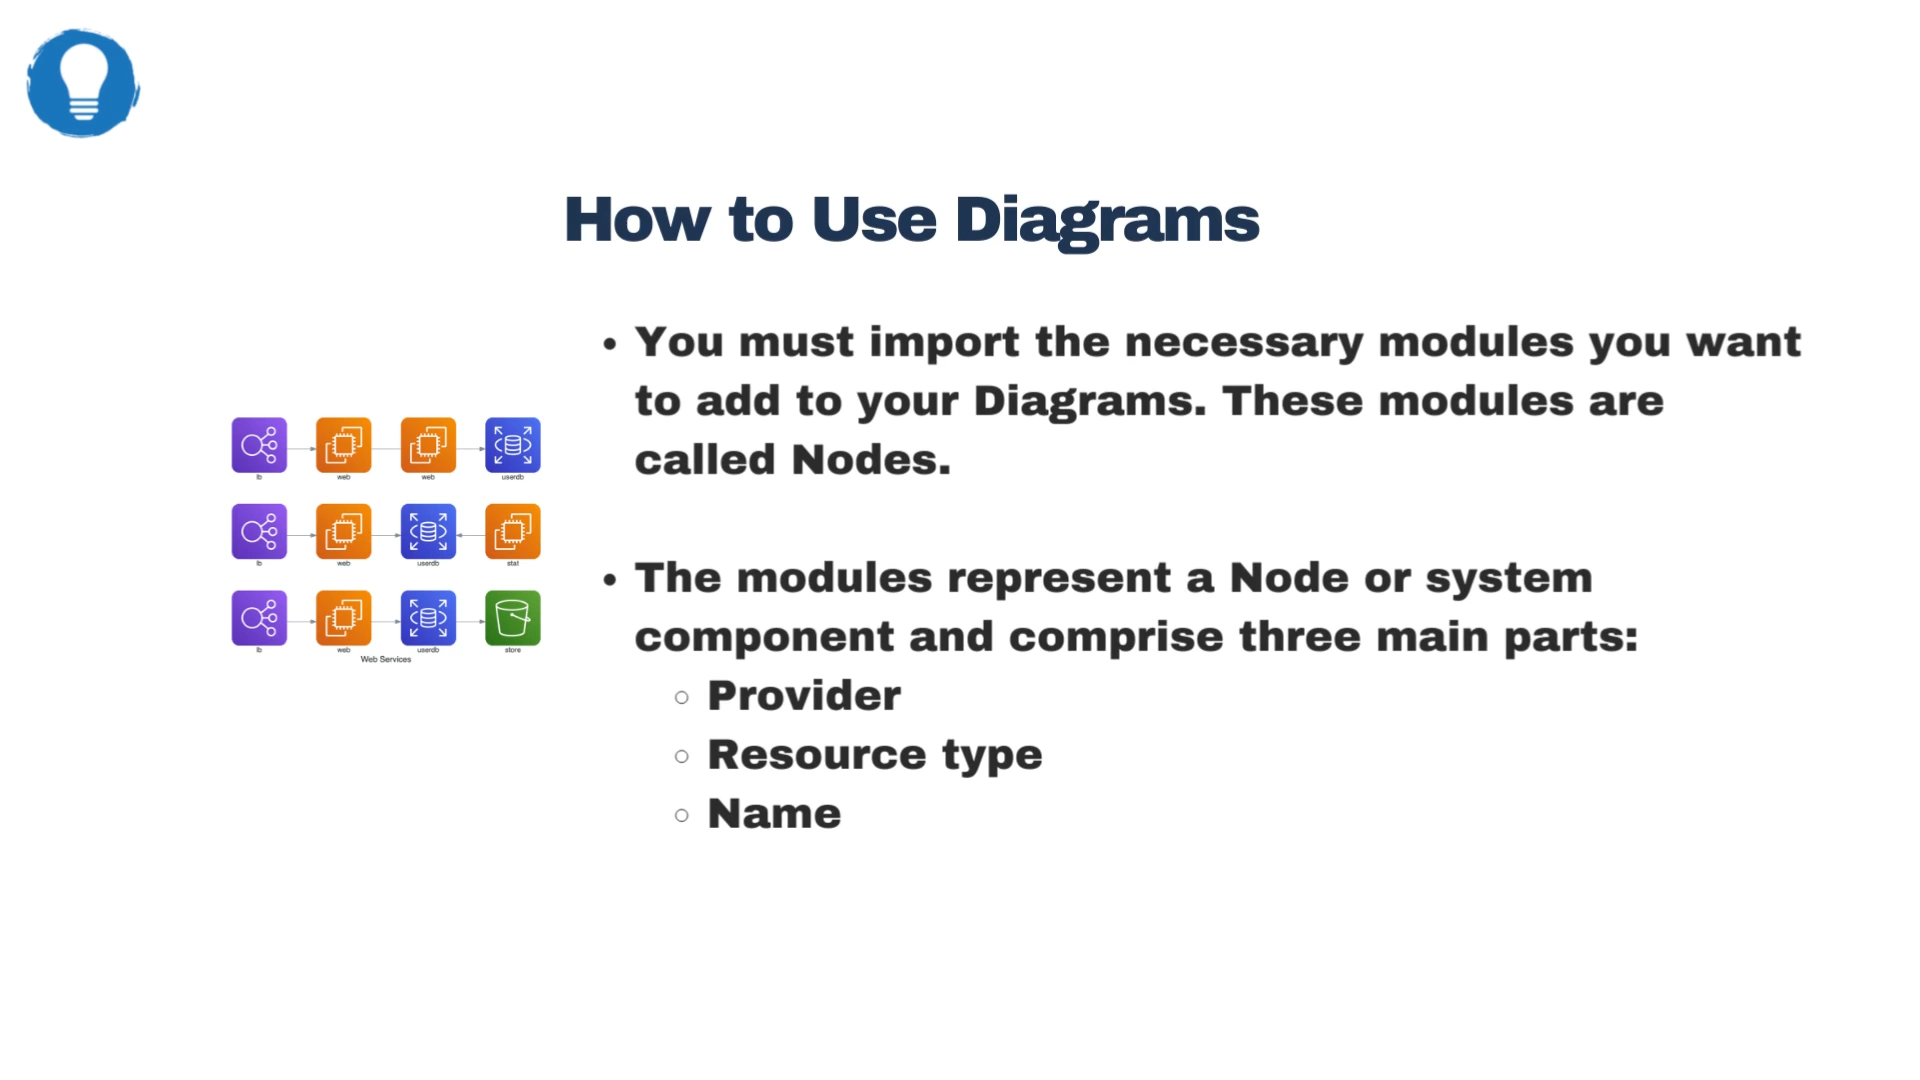 How to Use Diagrams
• You must import the necessary modules you want
to add to your Diagrams. These modules are
called Nodes.
• The modules represent a Node or system
component and comprise three main parts:
○ Provider
○ Resource type
○ Name
lb web web userdb
lb web userdb stat
lb web userdb store
Web Services